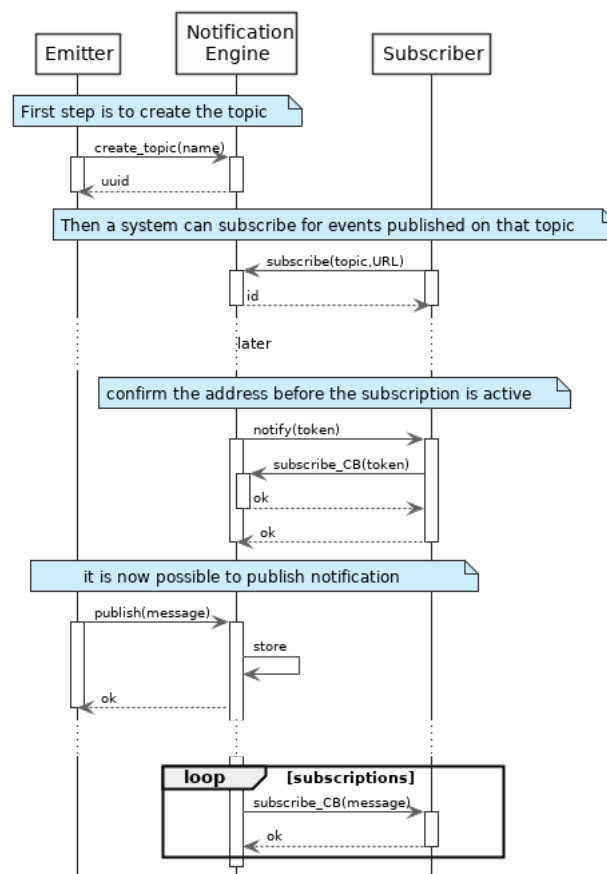 Emitter
Notification
Engine
Subscriber
First step is to create the topic
create_topic(name)
uuid
Then a system can subscribe for events published on that topic
subscribe(topic,URL)
id
later
confirm the address before the subscription is active
notify(token)
subscribe_CB(token)
ok
ok
it is now possible to publish notification
publish(message)
store
ok
loop
[subscriptions]
subscribe_CB(message)
ok